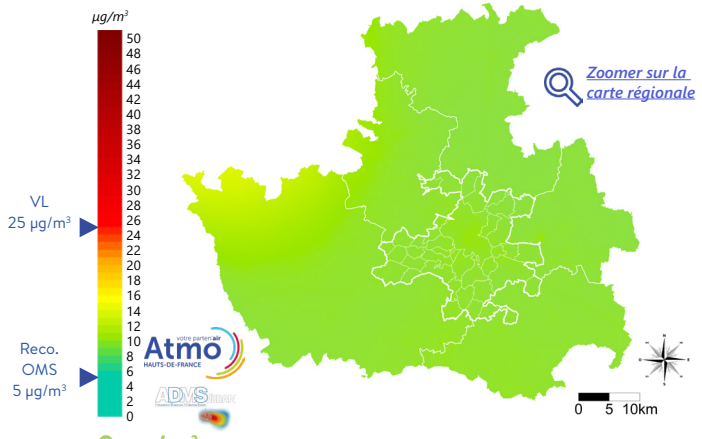 µg/m³
50
48
46
44
42
40
38
36
34
32
30
28
26
24
22
20
18
16
14
12
10
8
6
4
2
0
VL
25 µg/m³
Reco.
OMS
5 µg/m³
Zoomer sur la
carte régionale
votre parten'air
Atmo
HAUTS-DE-FRANCE
ADMS
N
0 5 10km